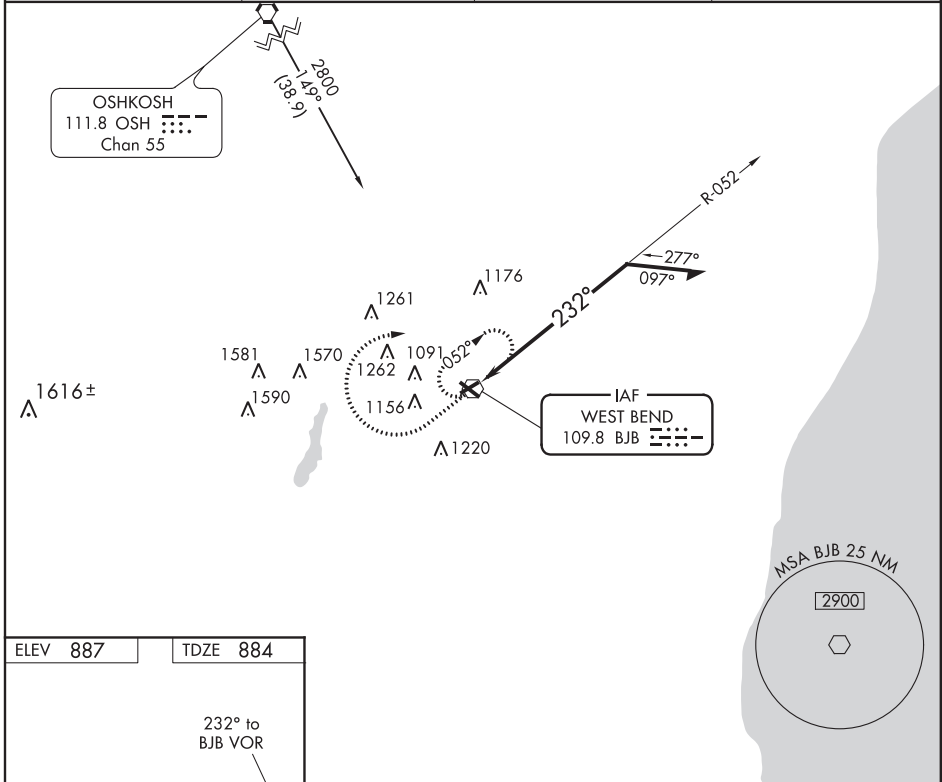 2800
149°
(38.9)
OSHKOSH
111.8 OSH
Chan 55
R-052
277°
097°
1176
1261
232°
052°
1581
1570
1262
1091
1616±
1590
1156
IAF
WEST BEND
109.8 BJB
1220
MSA BJB 25 NM
2900
ELEV 887
TDZE 884
232° to
BJB VOR